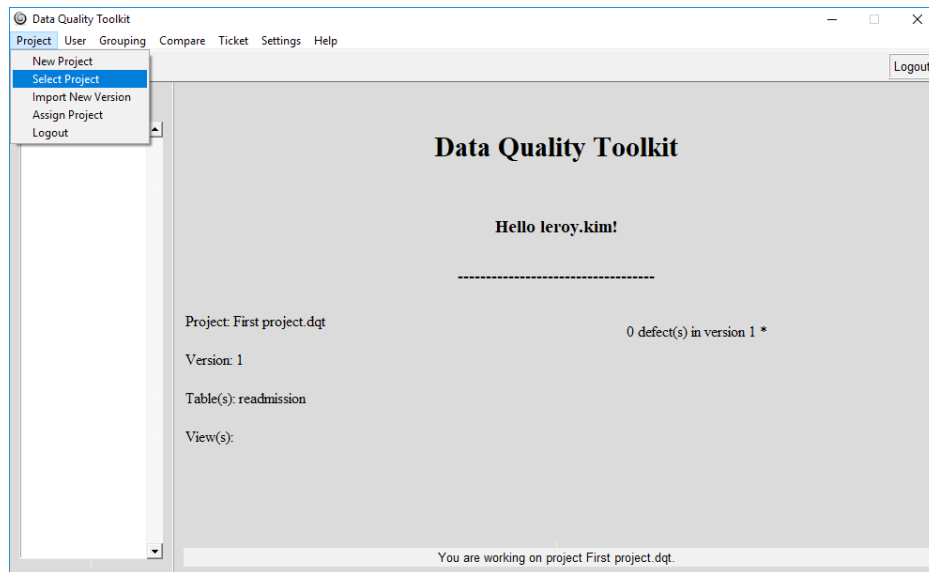 Data Quality Toolkit
Project User Grouping Compare Ticket Settings Help
New Project
Select Project
Import New Version
Assign Project
Logout
Logout
Data Quality Toolkit
Hello leroy.kim!
-----------------------------------
Project: First project.dqt
0 defect(s) in version 1 *
Version: 1
Table(s): readmission
View(s):
You are working on project First project.dqt.